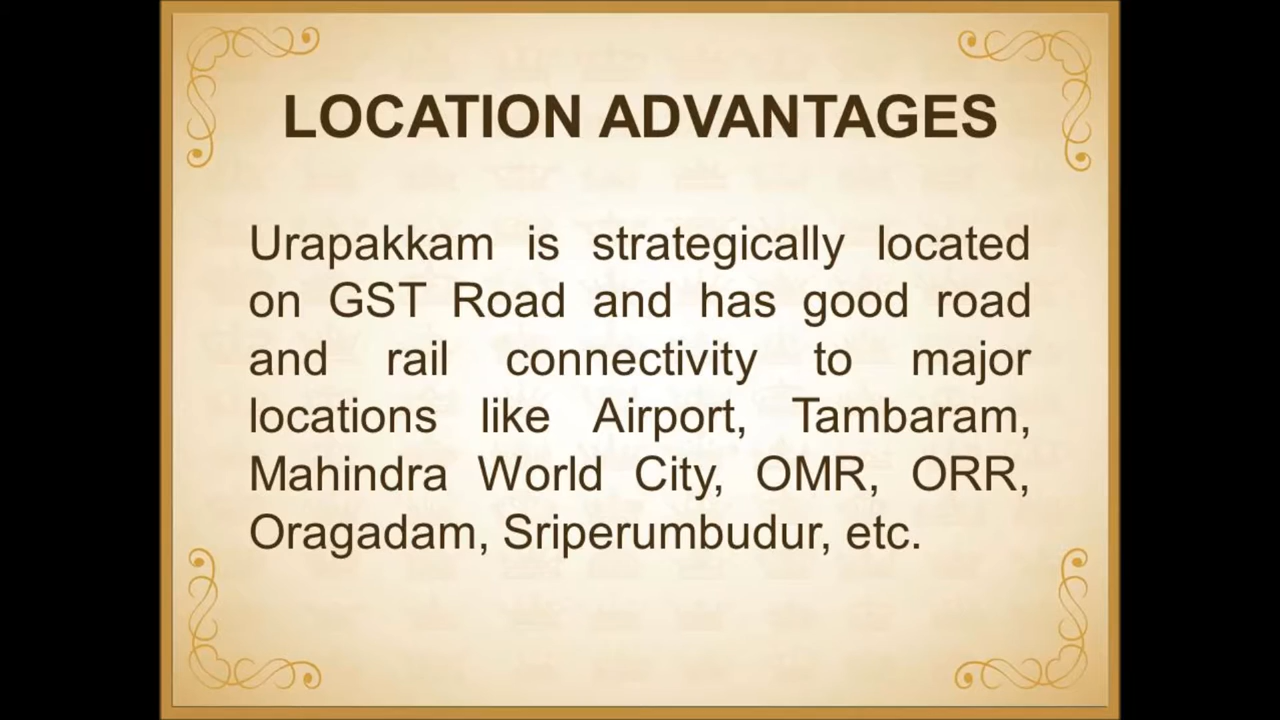 LOCATION ADVANTAGES
Urapakkam is strategically located
on GST Road and has good road
and rail connectivity to major
locations like Airport, Tambaram,
Mahindra World City, OMR, ORR,
Oragadam, Sriperumbudur, etc.